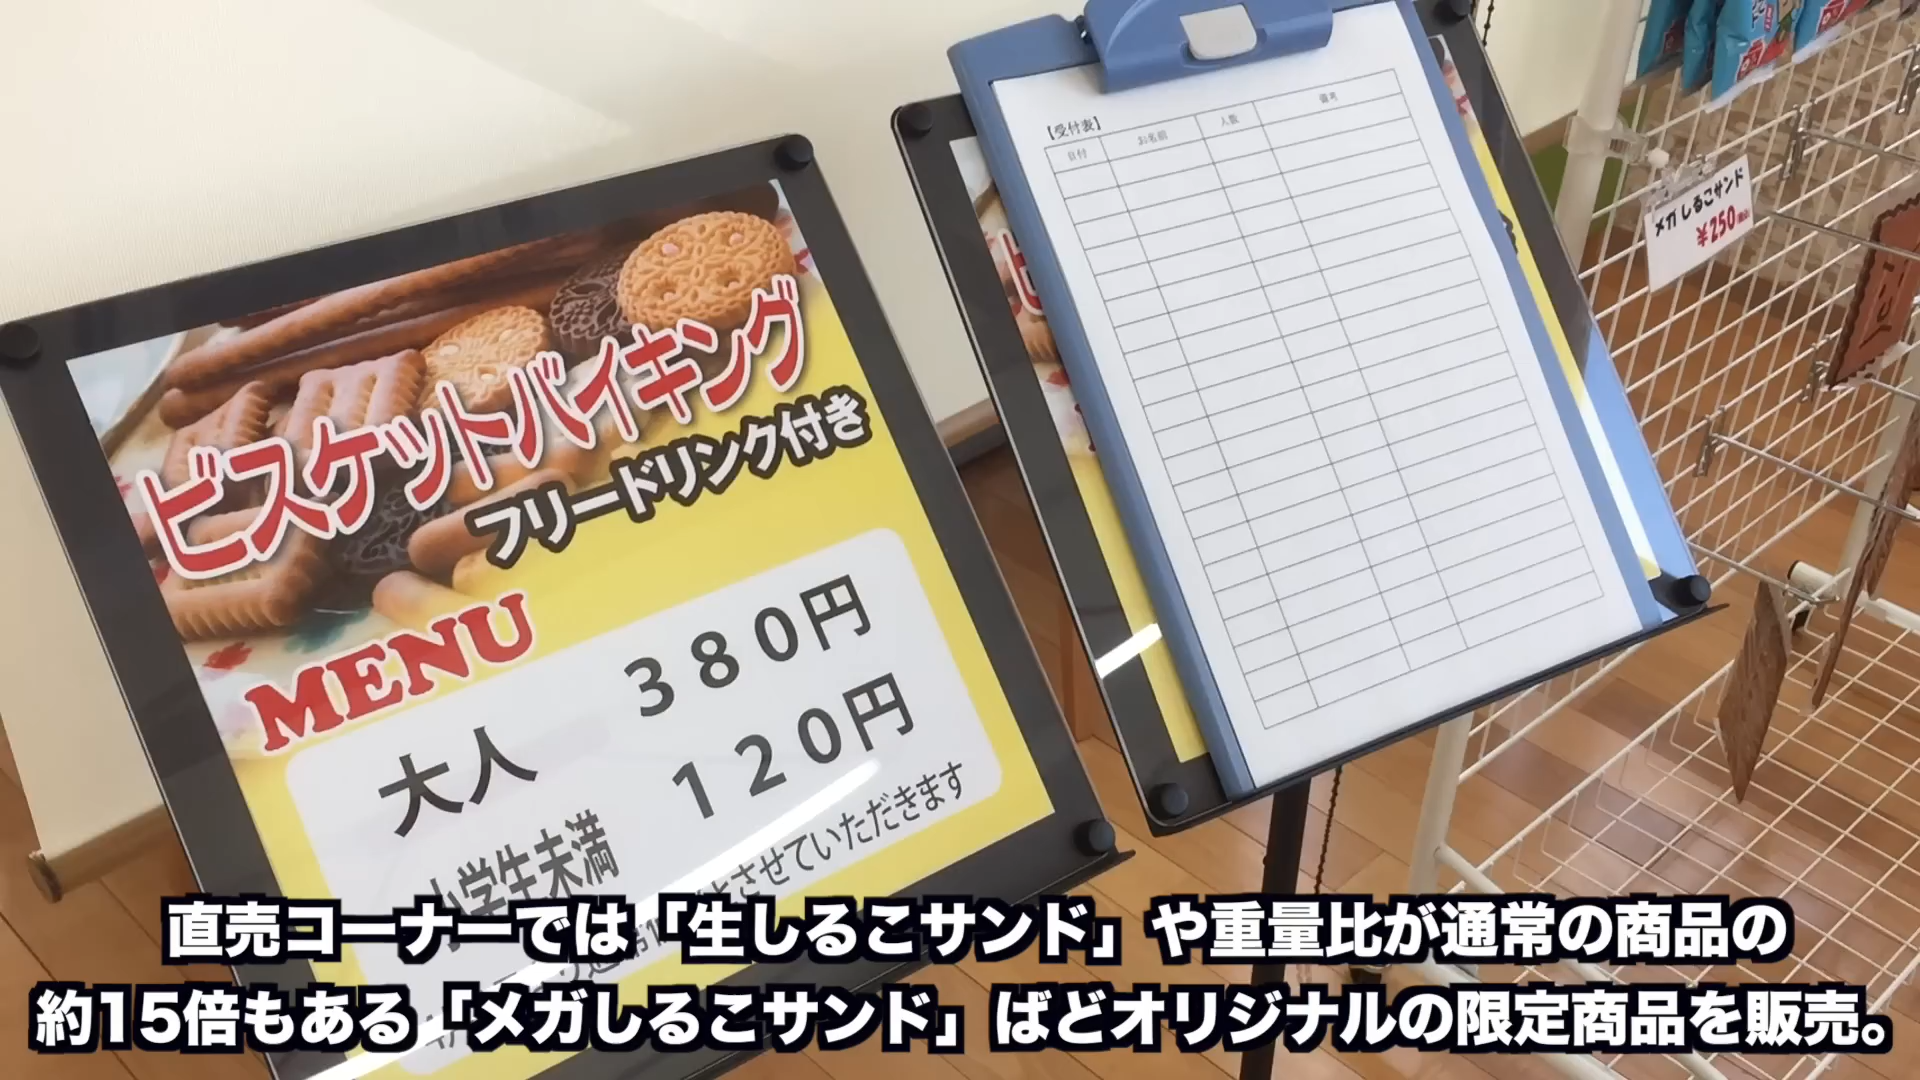 ビスケットバイキング
フリードリンク付き
MENU
大人 380円
小学生未満 120円
させていただきます
【受付表】
日付 お名前 人数 備考
メガしるこサンド
¥250(税込)
直売コーナーでは「生しるこサンド」や重量比が通常の商品の
約15倍もある「メガしるこサンド」ばどオリジナルの限定商品を販売。